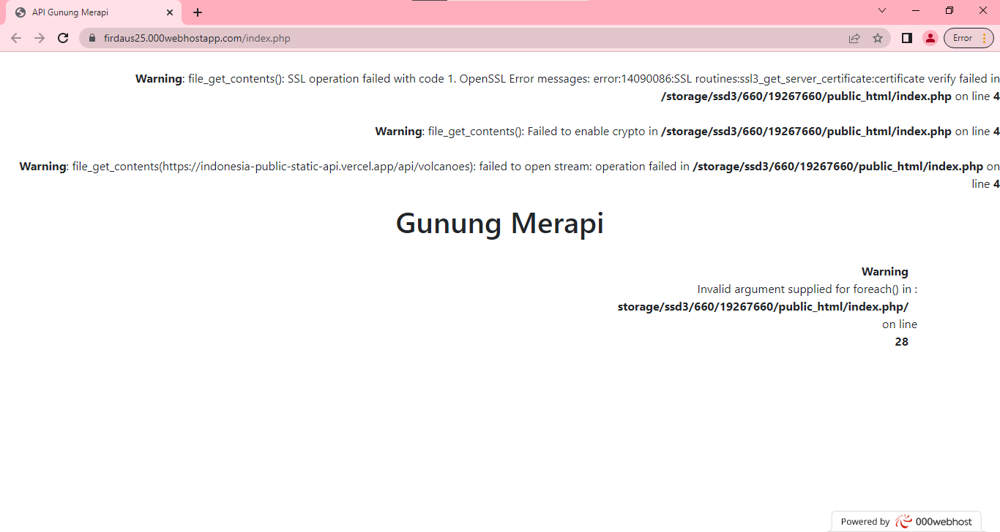 API Gunung Merapi
firdaus25.000webhostapp.com/index.php
Error
Warning: file_get_contents(): SSL operation failed with code 1. OpenSSL Error messages: error:14090086:SSL routines:ssl3_get_server_certificate:certificate verify failed in
/storage/ssd3/660/19267660/public_html/index.php on line 4
Warning: file_get_contents(): Failed to enable crypto in /storage/ssd3/660/19267660/public_html/index.php on line 4
Warning: file_get_contents(https://indonesia-public-static-api.vercel.app/api/volcanoes): failed to open stream: operation failed in /storage/ssd3/660/19267660/public_html/index.php on
line 4
Gunung Merapi
Warning
Invalid argument supplied for foreach() in :
storage/ssd3/660/19267660/public_html/index.php/
on line
28
Powered by 000webhost